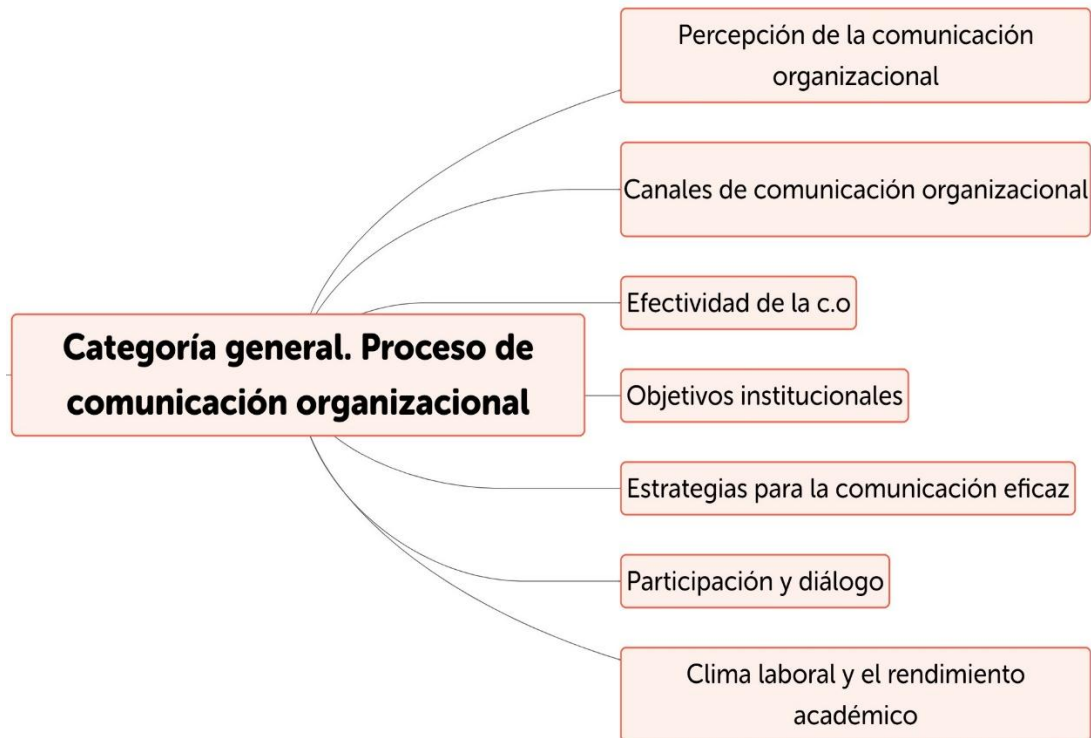 Percepción de la comunicación
organizacional
Canales de comunicación organizacional
Efectividad de la c.o
Categoría general. Proceso de
comunicación organizacional
Objetivos institucionales
Estrategias para la comunicación eficaz
Participación y diálogo
Clima laboral y el rendimiento
académico